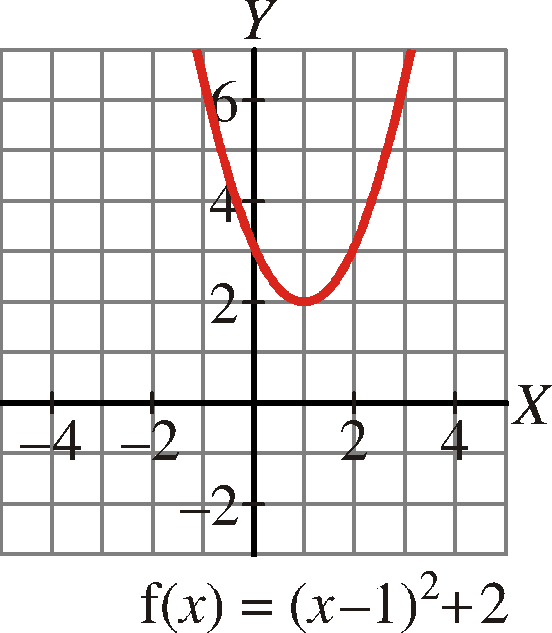 Y
6
4
2
X
–4 –2 2 4
–2
f(x) = (x–1)²+2